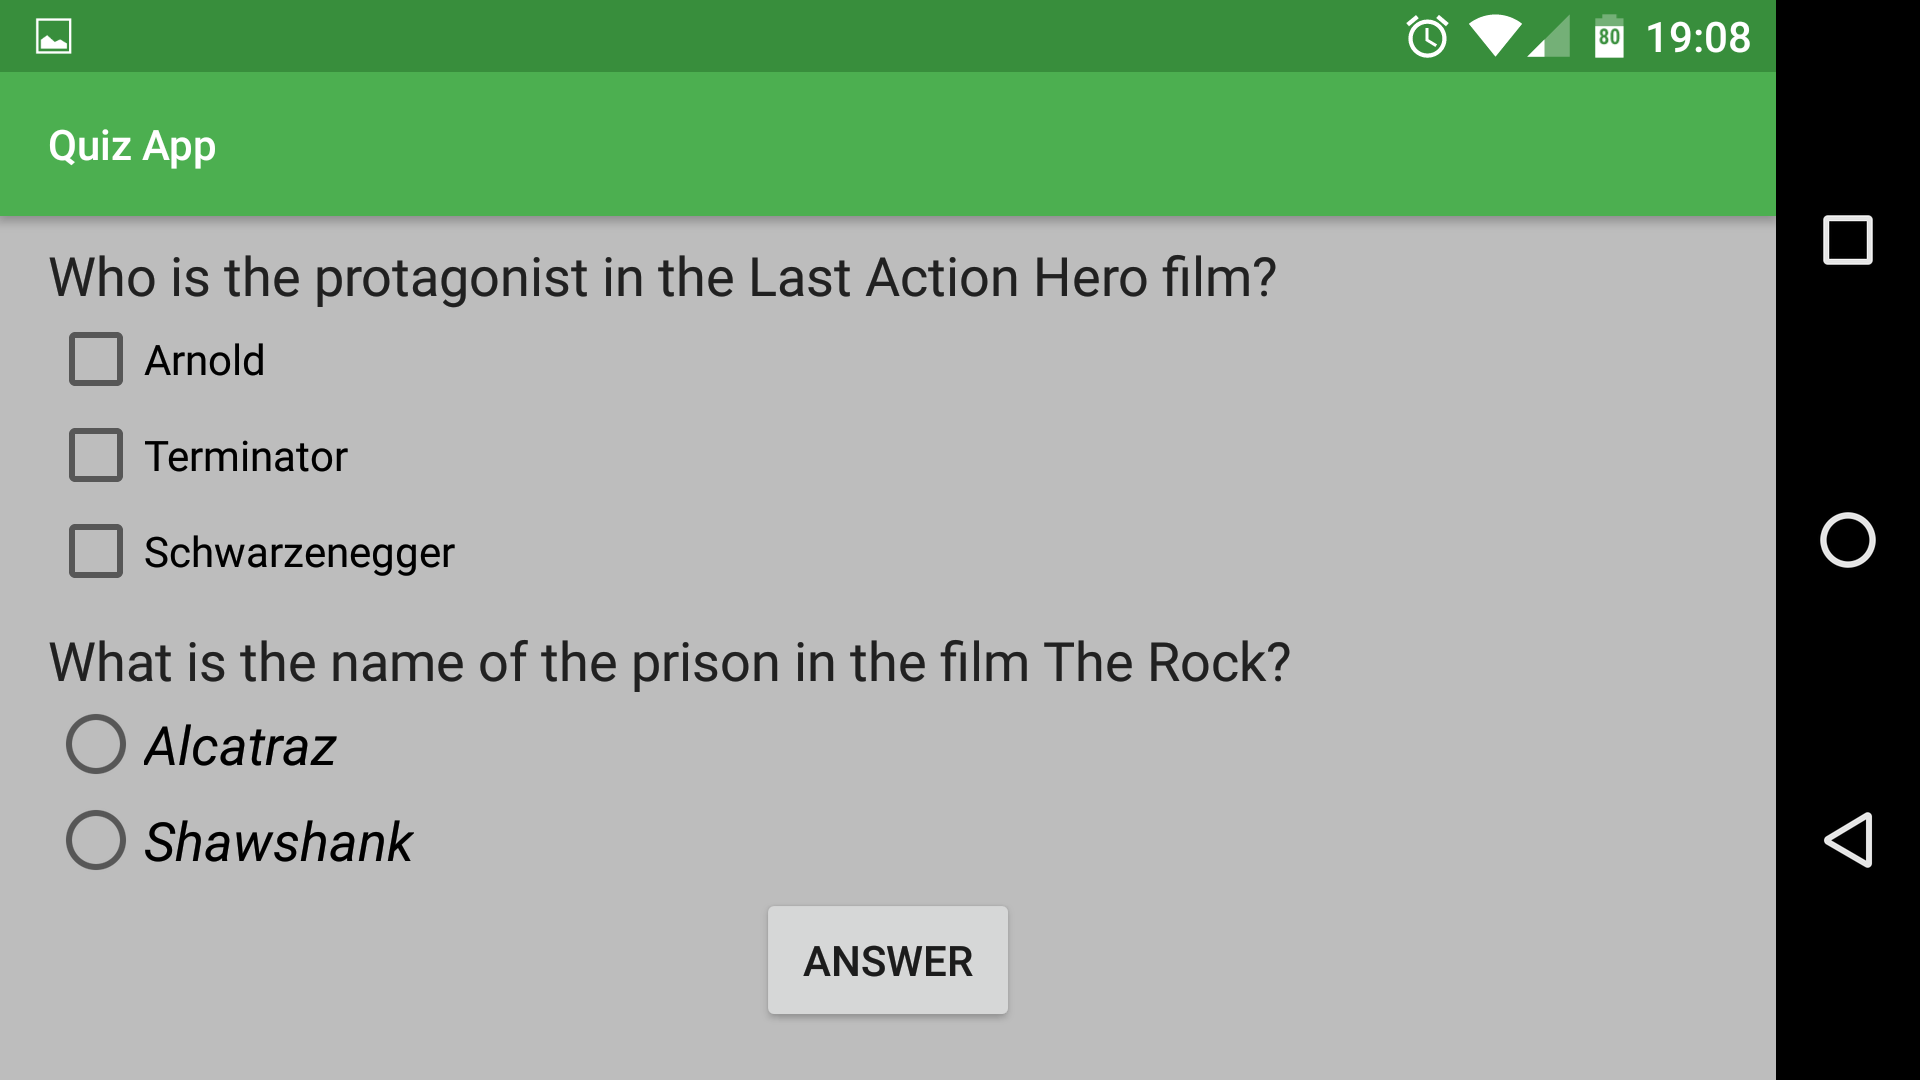 80 19:08
Quiz App
Who is the protagonist in the Last Action Hero film?
Arnold
Terminator
Schwarzenegger
What is the name of the prison in the film The Rock?
Alcatraz
Shawshank
ANSWER